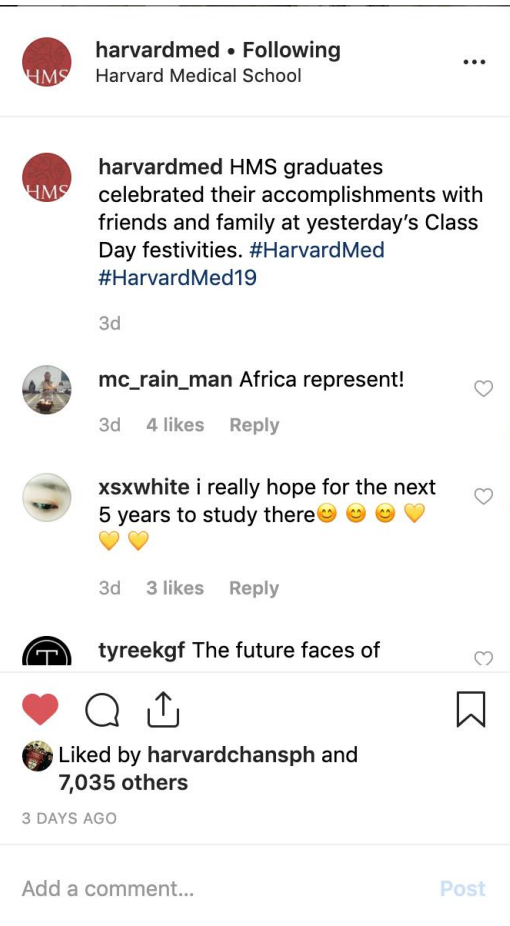 HMS
harvardmed • Following
Harvard Medical School
HMS
harvardmed HMS graduates
celebrated their accomplishments with
friends and family at yesterday's Class
Day festivities. #HarvardMed
#HarvardMed19
3d
mc_rain_man Africa represent!
3d 4 likes Reply
xsxwhite i really hope for the next
5 years to study there😊 😊 😊 💛
💛 💛
3d 3 likes Reply
T
tyreekgf The future faces of
Liked by harvardchansph and
7,035 others
3 DAYS AGO
Add a comment... Post